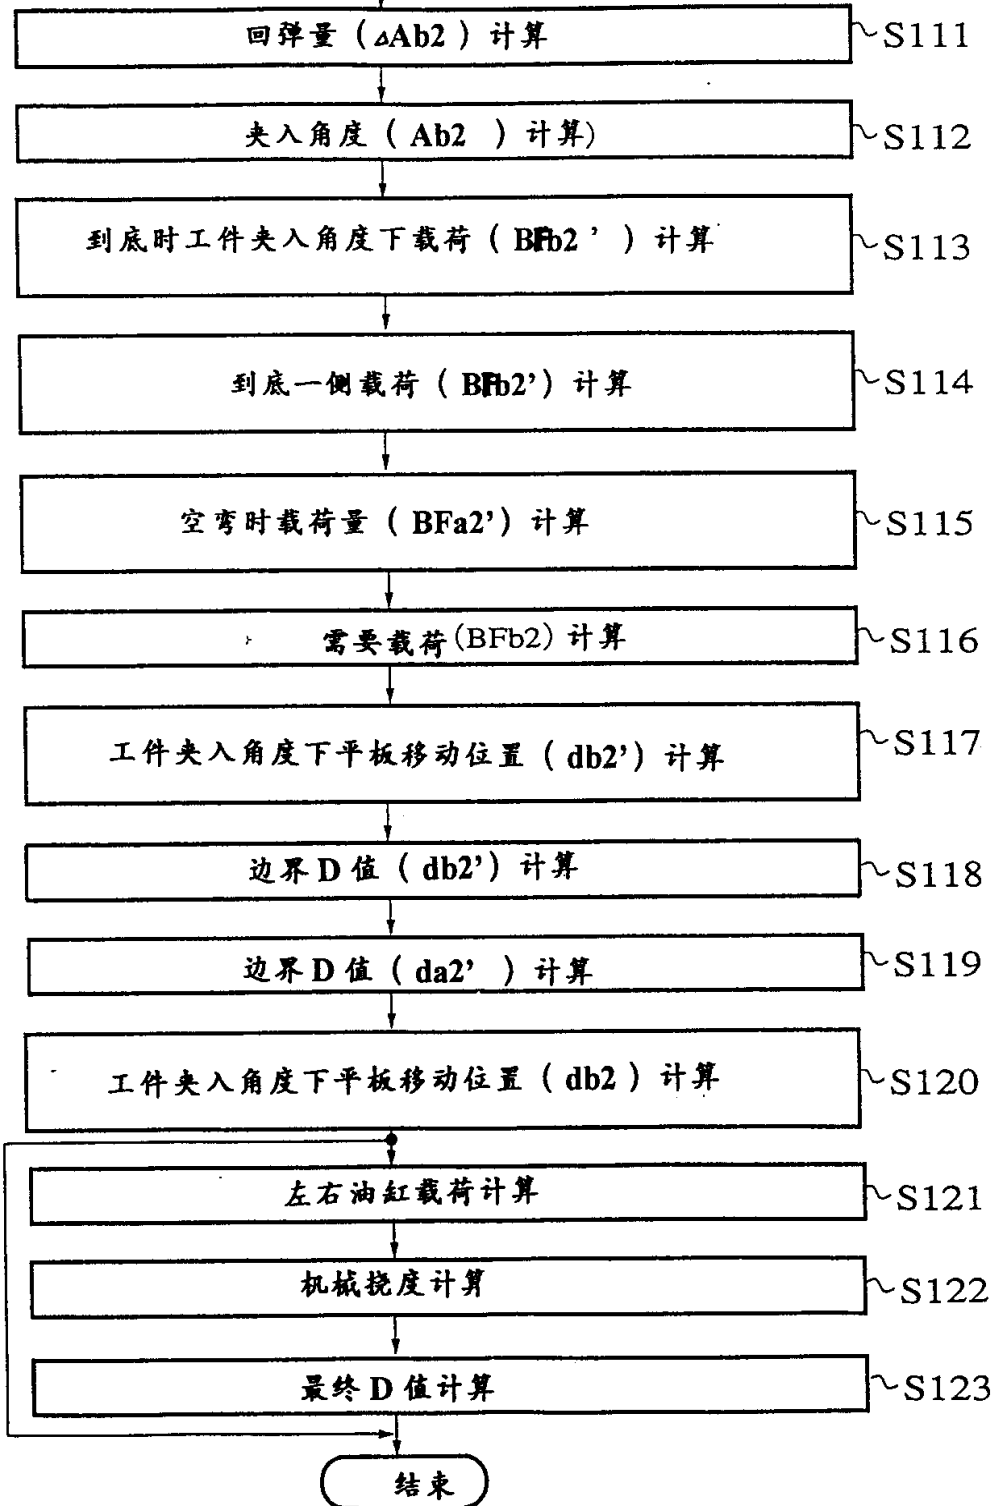 回弹量（△Ab2）计算
S111
夹入角度（Ab2 ）计算）
S112
到底时工件夹入角度下载荷（BFb2 ’）计算
S113
到底一侧载荷（BFb2’）计算
S114
空弯时载荷量（BFa2’）计算
S115
需要载荷(BFb2)计算
S116
工件夹入角度下平板移动位置（db2’）计算
S117
边界D值（db2’）计算
S118
边界D值（da2’ ）计算
S119
工件夹入角度下平板移动位置（db2）计算
S120
左右油缸载荷计算
S121
机械挠度计算
S122
最终D值计算
S123
结束